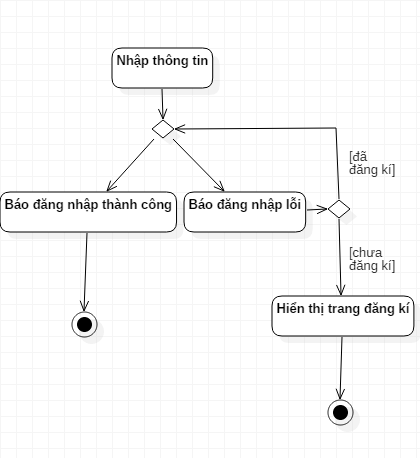 Nhập thông tin
[đã
đăng kí]
Báo đăng nhập thành công
Báo đăng nhập lỗi
[chưa
đăng kí]
Hiển thị trang đăng kí